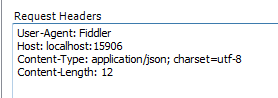 Request Headers
User-Agent: Fiddler
Host: localhost:15906
Content-Type: application/json; charset=utf-8
Content-Length: 12